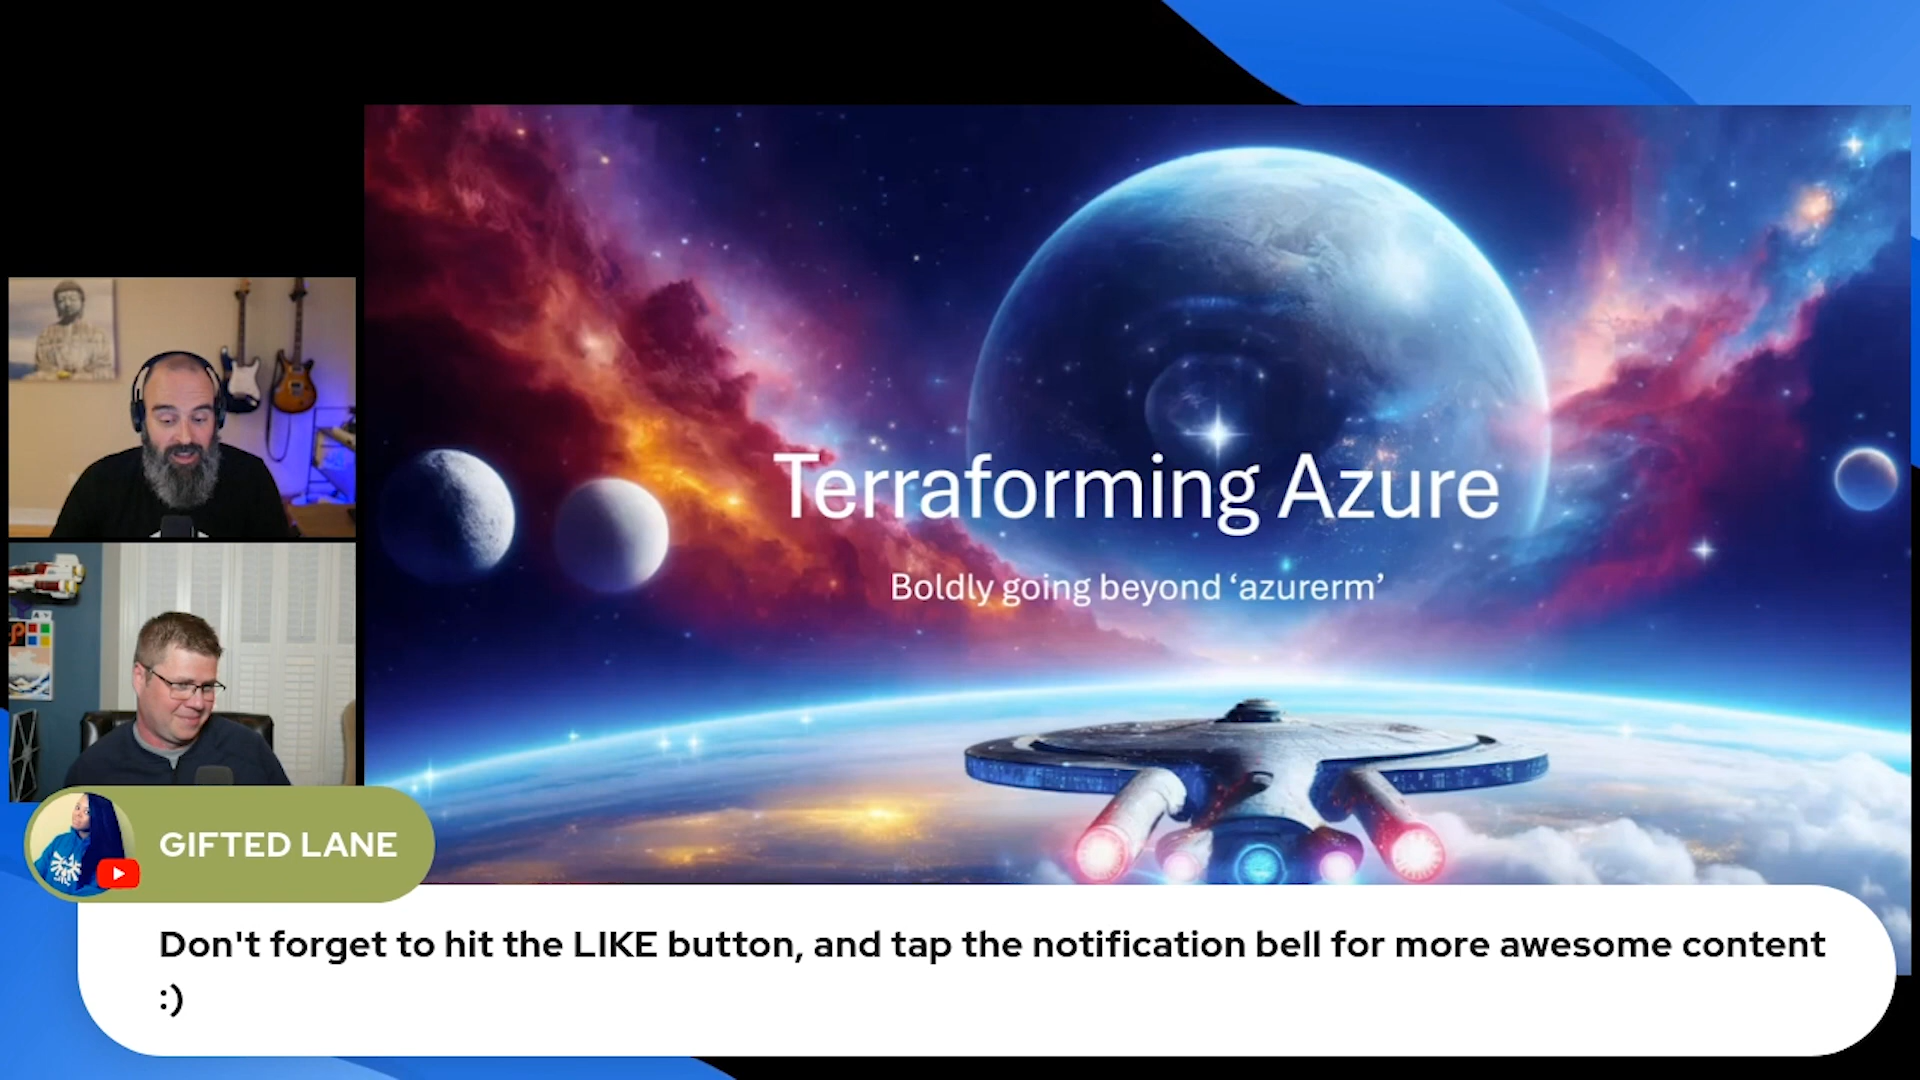 Terraforming Azure
Boldly going beyond ‘azurerm’
GIFTED LANE
Don't forget to hit the LIKE button, and tap the notification bell for more awesome content
:)